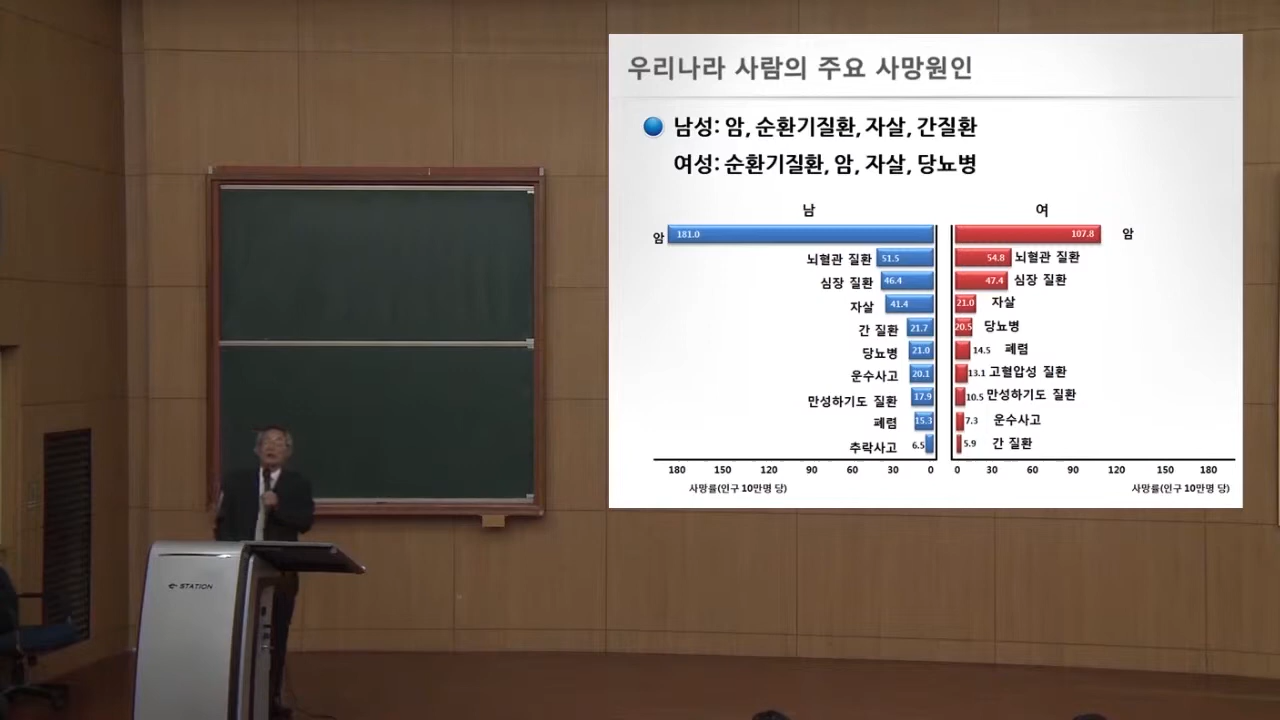 우리나라 사람의 주요 사망원인
남성: 암, 순환기질환, 자살, 간질환
여성: 순환기질환, 암, 자살, 당뇨병
남
여
암 181.0
107.8 암
뇌혈관 질환 51.5
54.8 뇌혈관 질환
심장 질환 46.4
47.4 심장 질환
자살 41.4
21.0 자살
간 질환 21.7
20.5 당뇨병
당뇨병 21.0
14.5 폐렴
운수사고 20.1
13.1 고혈압성 질환
만성하기도 질환 17.9
10.5 만성하기도 질환
폐렴 15.3
7.3 운수사고
추락사고 6.5
5.9 간 질환
180 150 120 90 60 30 0
0 30 60 90 120 150 180
사망률(인구 10만명 당)
사망률(인구 10만명 당)
STATION